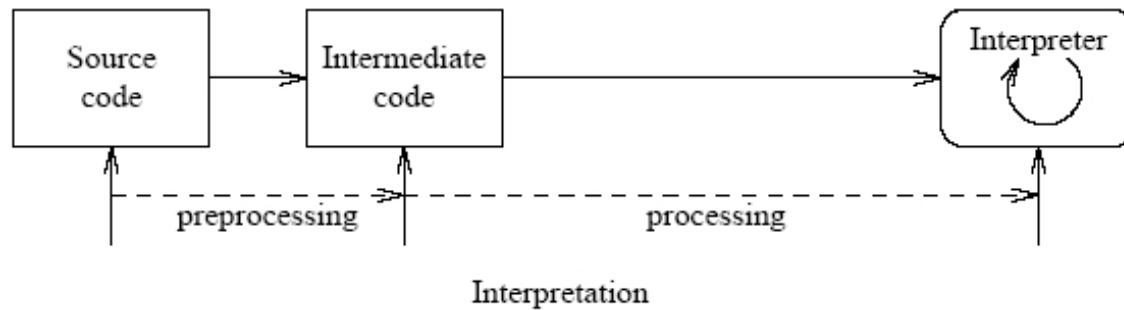 Source
code
Intermediate
code
Interpreter
preprocessing
processing
Interpretation